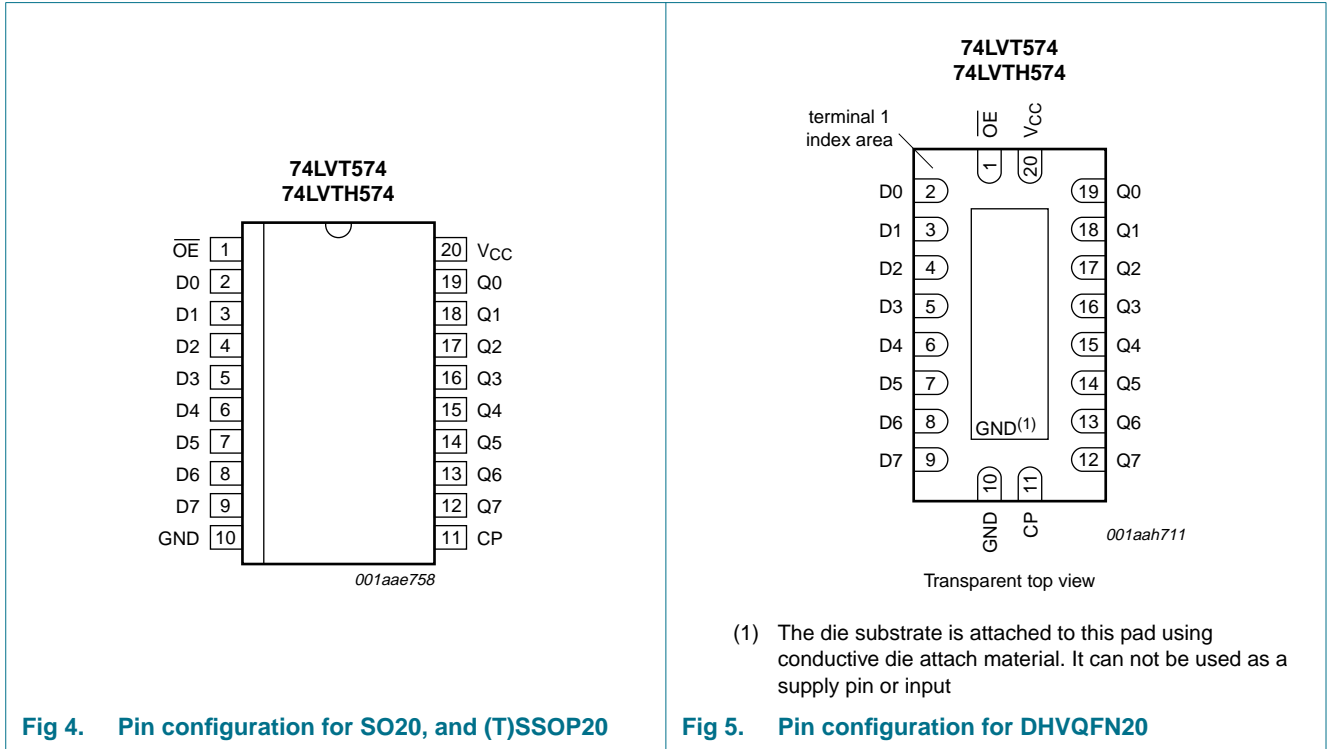 74LVT574
74LVTH574
OE 1 20 VCC
D0 2 19 Q0
D1 3 18 Q1
D2 4 17 Q2
D3 5 16 Q3
D4 6 15 Q4
D5 7 14 Q5
D6 8 13 Q6
D7 9 12 Q7
GND 10 11 CP
001aae758
Fig 4. Pin configuration for SO20, and (T)SSOP20
74LVT574
74LVTH574
terminal 1
index area
OE VCC
1 20
D0 2 19 Q0
D1 3 18 Q1
D2 4 17 Q2
D3 5 16 Q3
D4 6 15 Q4
D5 7 14 Q5
D6 8 GND(1) 13 Q6
D7 9 12 Q7
10 11
GND CP
001aah711
Transparent top view
(1) The die substrate is attached to this pad using
conductive die attach material. It can not be used as a
supply pin or input
Fig 5. Pin configuration for DHVQFN20